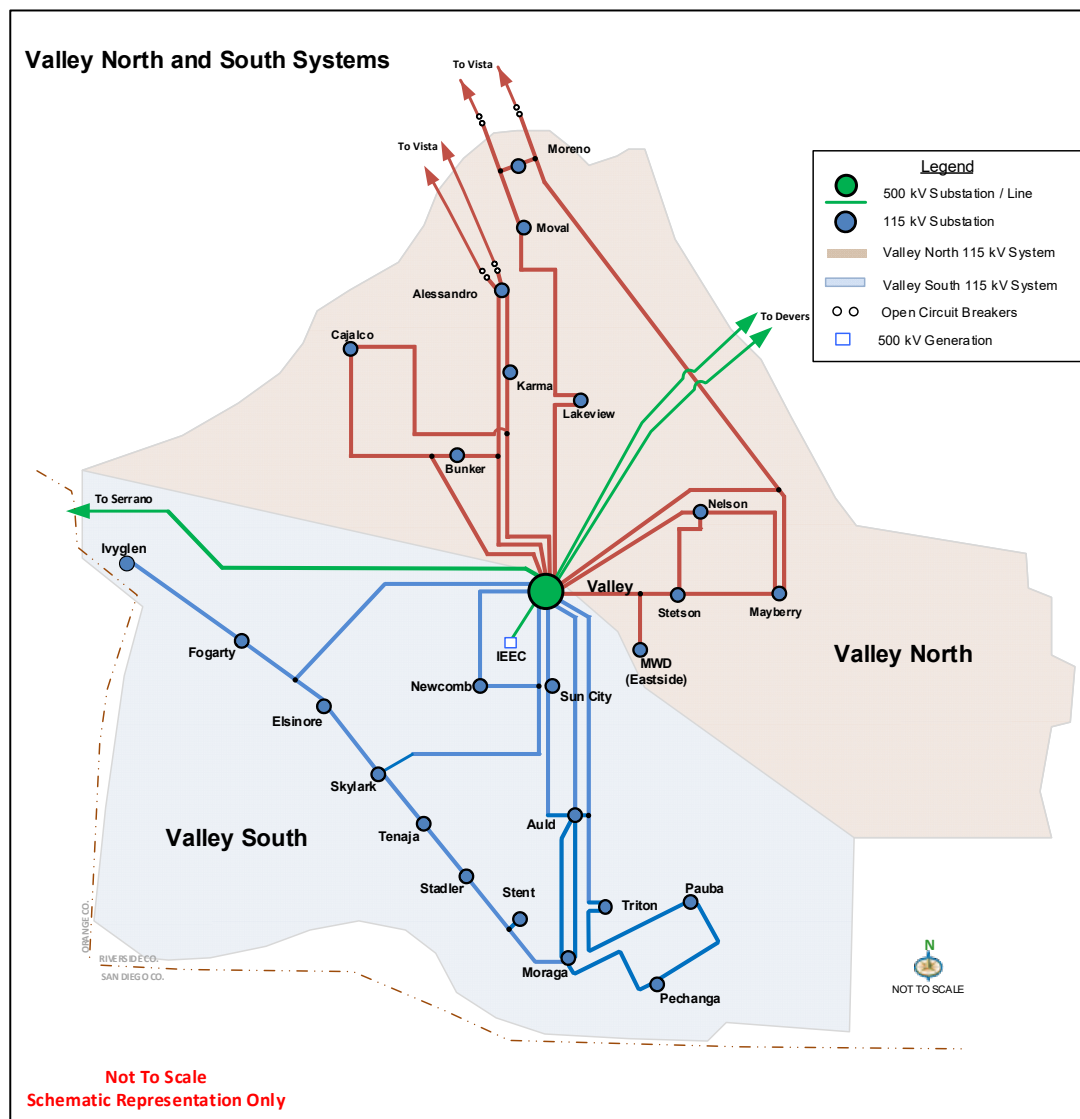 Valley North and South Systems
To Vista
To Vista
Moreno
Moval
Alessandro
Cajalco
Karma
Lakeview
Bunker
To Devers
Legend
500 kV Substation / Line
115 kV Substation
Valley North 115 kV System
Valley South 115 kV System
Open Circuit Breakers
500 kV Generation
To Serrano
Nelson
Ivyglen
Valley
Stetson
Mayberry
Fogarty
IEEC
MWD
(Eastside)
Valley North
Newcomb
Sun City
Elsinore
Skylark
Valley South
Tenaja
Auld
Stadler
Stent
Triton
Pauba
Moraga
Pechanga
ORANGE CO.
RIVERSIDE CO.
SAN DIEGO CO.
N
NOT TO SCALE
Not To Scale
Schematic Representation Only